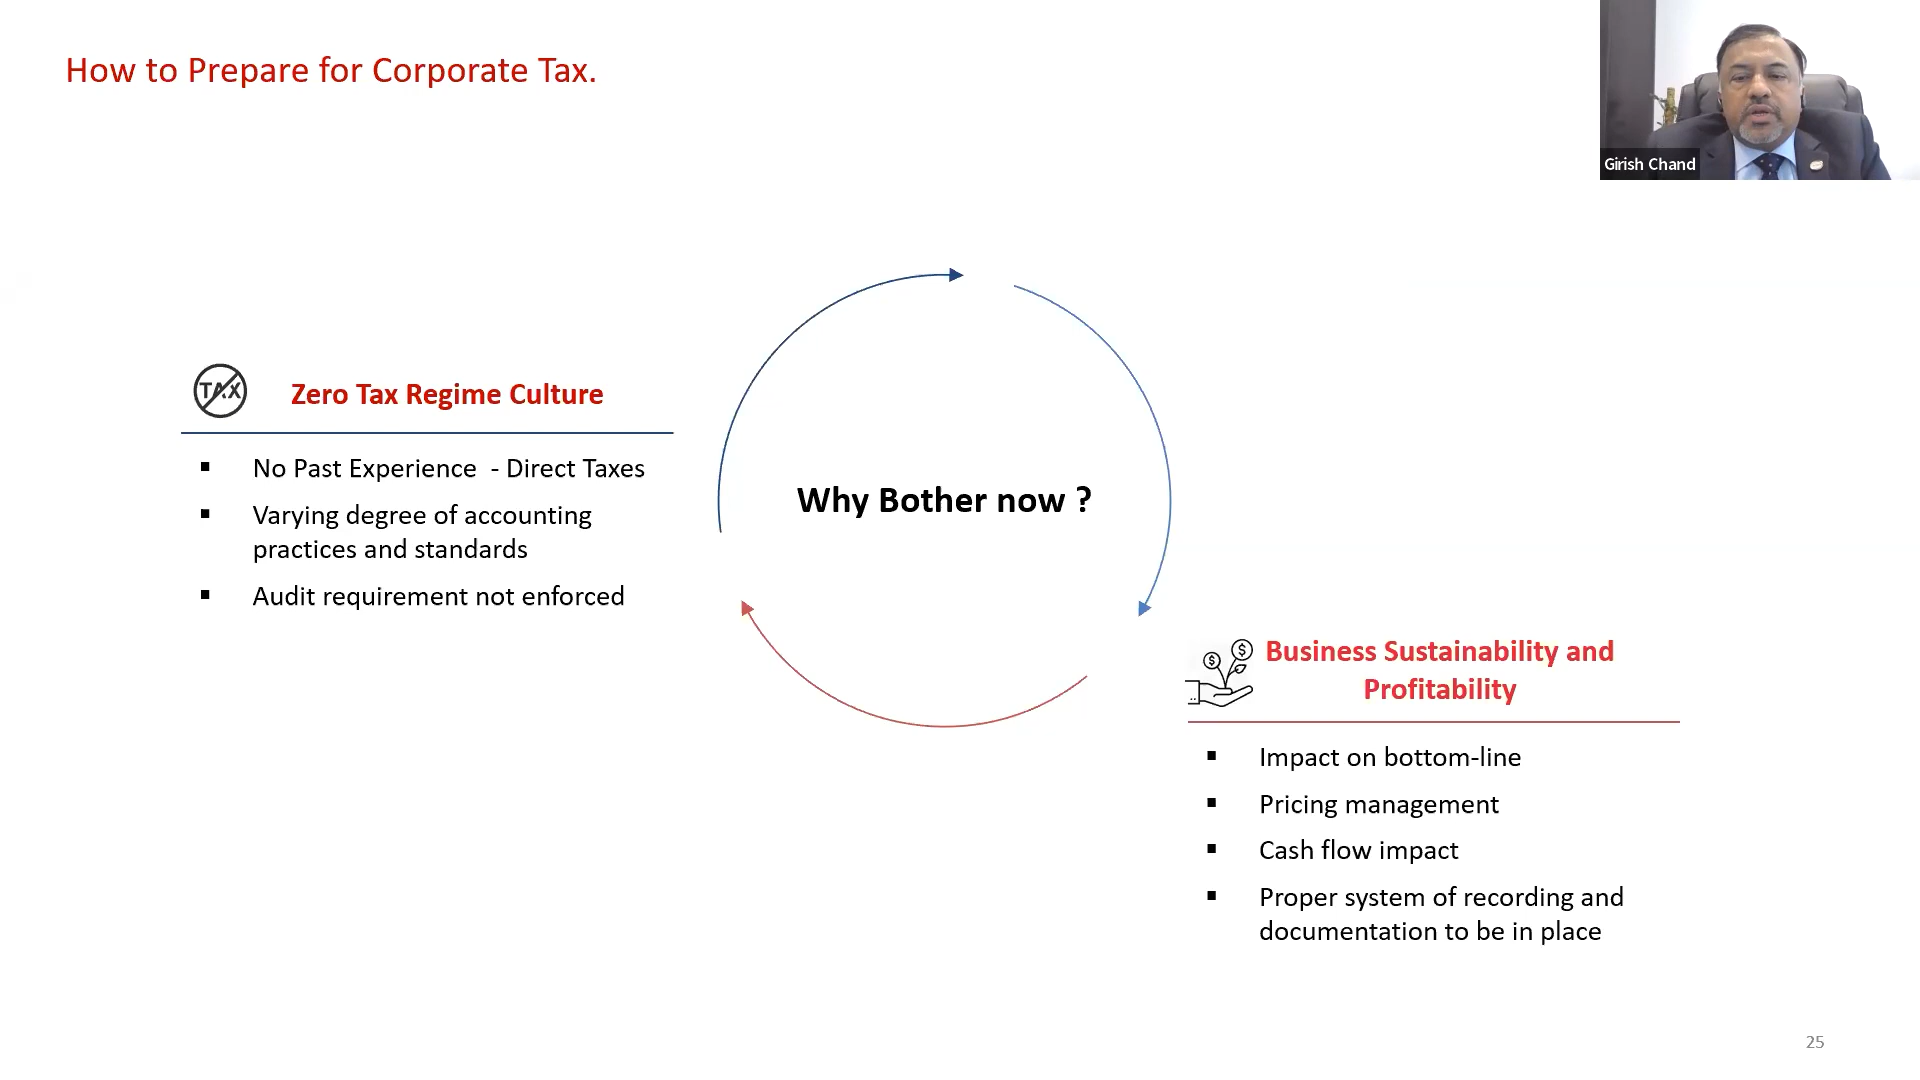 How to Prepare for Corporate Tax.
Girish Chand
TAX
Zero Tax Regime Culture
▪ No Past Experience - Direct Taxes
▪ Varying degree of accounting
practices and standards
▪ Audit requirement not enforced
Why Bother now ?
$ $
Business Sustainability and
Profitability
▪ Impact on bottom-line
▪ Pricing management
▪ Cash flow impact
▪ Proper system of recording and
documentation to be in place
25